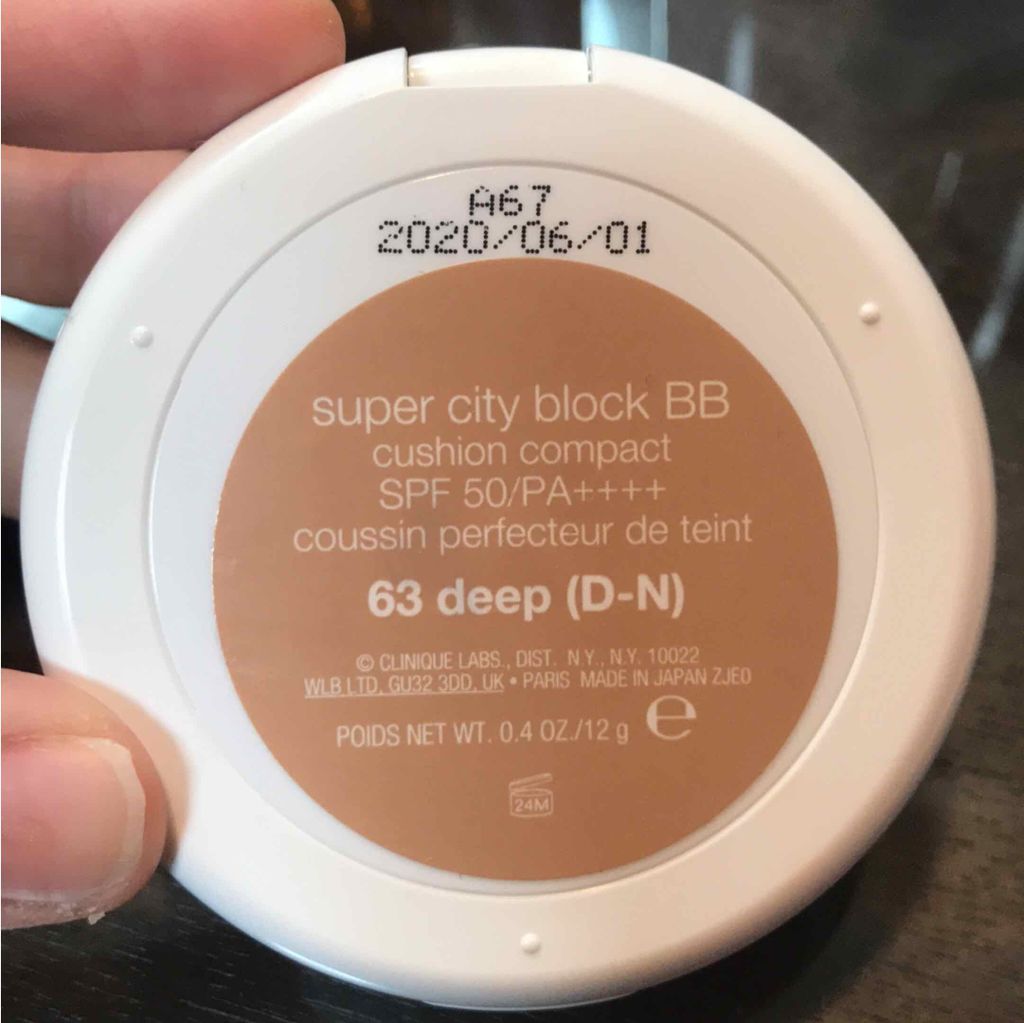 A67
2020/06/01
super city block BB
cushion compact
SPF 50/PA++++
coussin perfecteur de teint
63 deep (D-N)
© CLINIQUE LABS., DIST. N.Y., N.Y. 10022
WLB LTD, GU32 3DD, UK • PARIS MADE IN JAPAN ZJE0
POIDS NET WT. 0.4 OZ./12 g ℮
24M